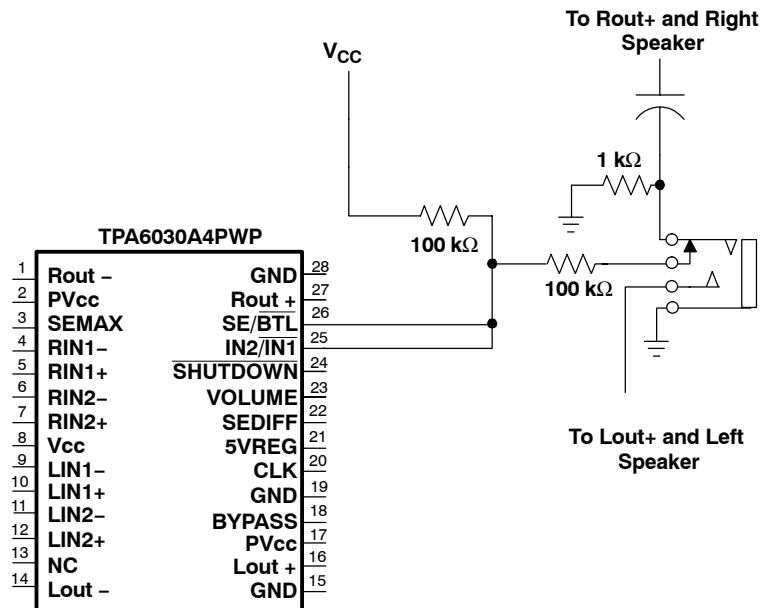 To Rout+ and Right
Speaker
VCC
1 kΩ
100 kΩ
100 kΩ
TPA6030A4PWP
1 Rout − GND 28
2 PVcc Rout + 27
3 SEMAX SE/BTL 26
4 RIN1− IN2/IN1 25
5 RIN1+ SHUTDOWN 24
6 RIN2− VOLUME 23
7 RIN2+ SEDIFF 22
8 Vcc 5VREG 21
9 LIN1− CLK 20
10 LIN1+ GND 19
11 LIN2− BYPASS 18
12 LIN2+ PVcc 17
13 NC Lout + 16
14 Lout − GND 15
To Lout+ and Left
Speaker